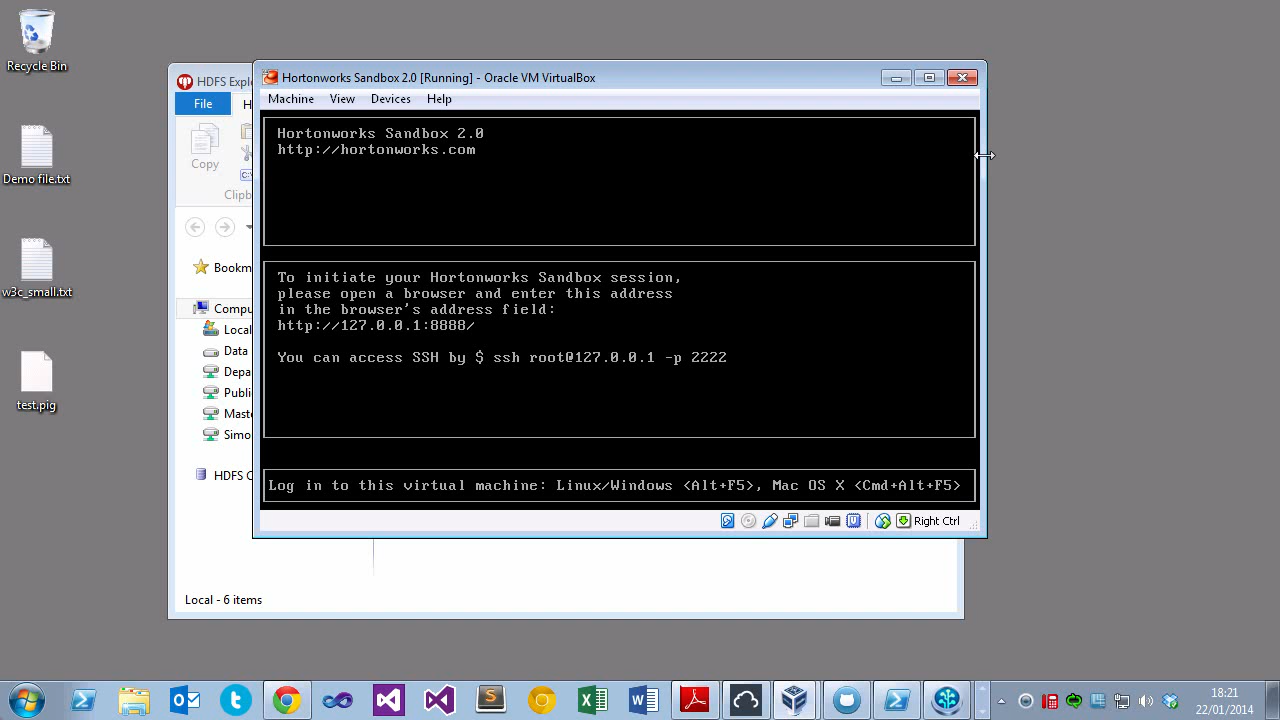 Recycle Bin
Demo file.txt
w3c_small.txt
test.pig
HDFS Explo
File
H
Copy
Clipb
Bookm
Compu
Local
Data
Depa
Publi
Maste
Simo
HDFS C
Local - 6 items
Hortonworks Sandbox 2.0 [Running] - Oracle VM VirtualBox
Machine View Devices Help
Hortonworks Sandbox 2.0
http://hortonworks.com
To initiate your Hortonworks Sandbox session,
please open a browser and enter this address
in the browser's address field:
http://127.0.0.1:8888/
You can access SSH by $ ssh root@127.0.0.1 -p 2222
Log in to this virtual machine: Linux/Windows <Alt+F5>, Mac OS X <Cmd+Alt+F5>
Right Ctrl
18:21
22/01/2014